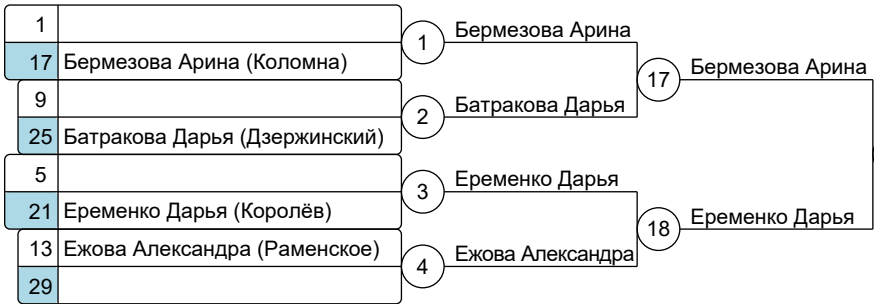 1
17 Бермезова Арина (Коломна)
1
Бермезова Арина
9
25 Батракова Дарья (Дзержинский)
2
Батракова Дарья
17
Бермезова Арина
5
21 Еременко Дарья (Королёв)
3
Еременко Дарья
13 Ежова Александра (Раменское)
29
4
Ежова Александра
18
Еременко Дарья